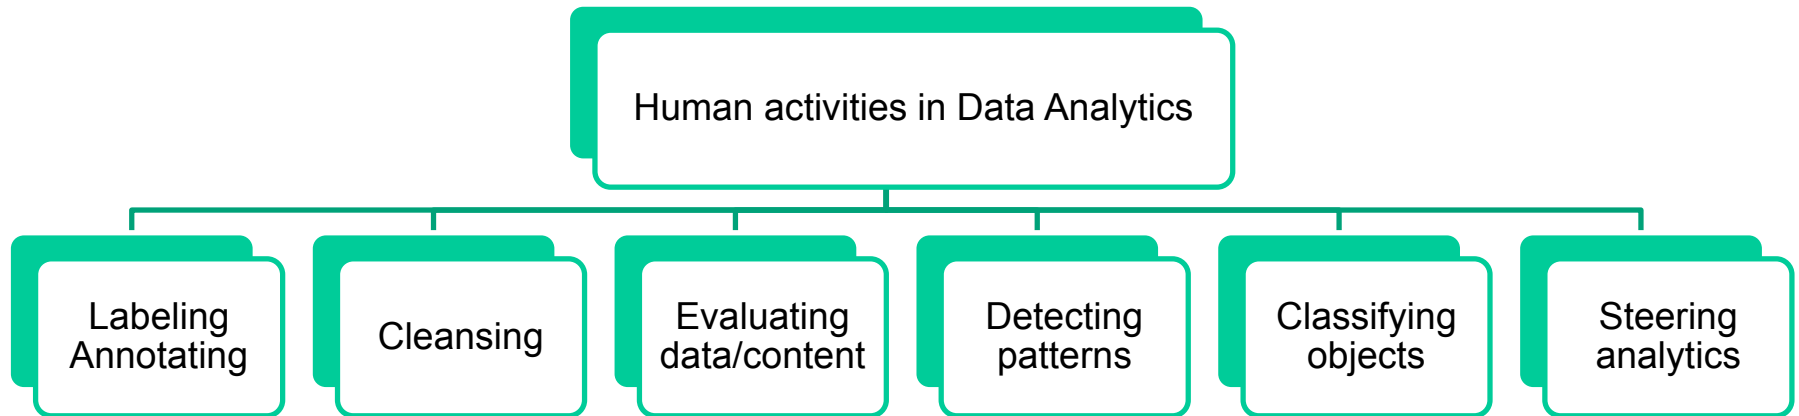 Human activities in Data Analytics
Labeling
Annotating
Cleansing
Evaluating
data/content
Detecting
patterns
Classifying
objects
Steering
analytics